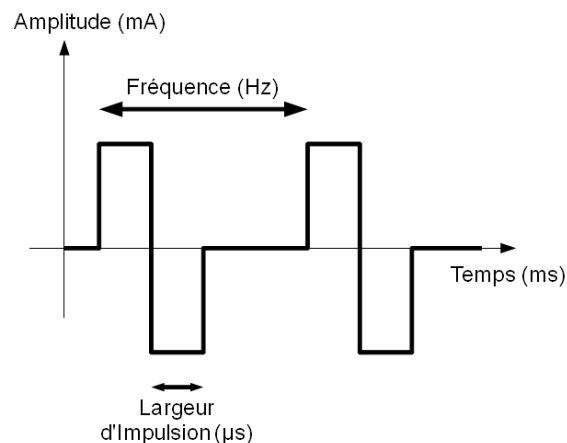 Amplitude (mA)
Fréquence (Hz)
Temps (ms)
Largeur
d'Impulsion (µs)